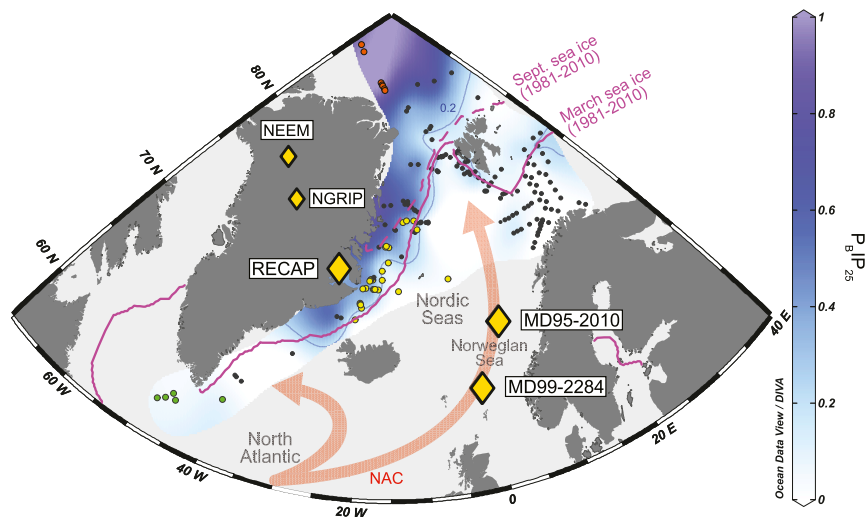 80 N
70 N
60 N
60 W
40 W
20 W
0
20 E
40 E
Sept. sea ice
(1981-2010)
March sea ice
(1981-2010)
0.2
NEEM
NGRIP
RECAP
Nordic
Seas
MD95-2010
Norwegian
Sea
MD99-2284
North
Atlantic
NAC
Ocean Data View / DIVA
1
0.8
0.6
0.4
0.2
0
PBIP25